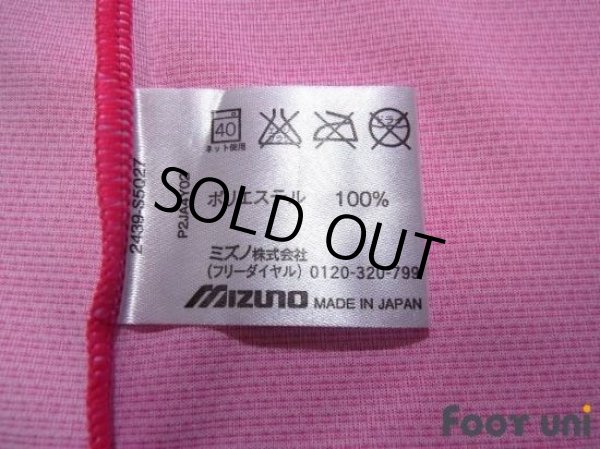 40
ネット使用
2439-S5027
P2JA4Y02
ポリエステル 100%
SOLD OUT
ミズノ株式会社
(フリーダイヤル) 0120-320-799
MIZUNO MADE IN JAPAN
Foot uni